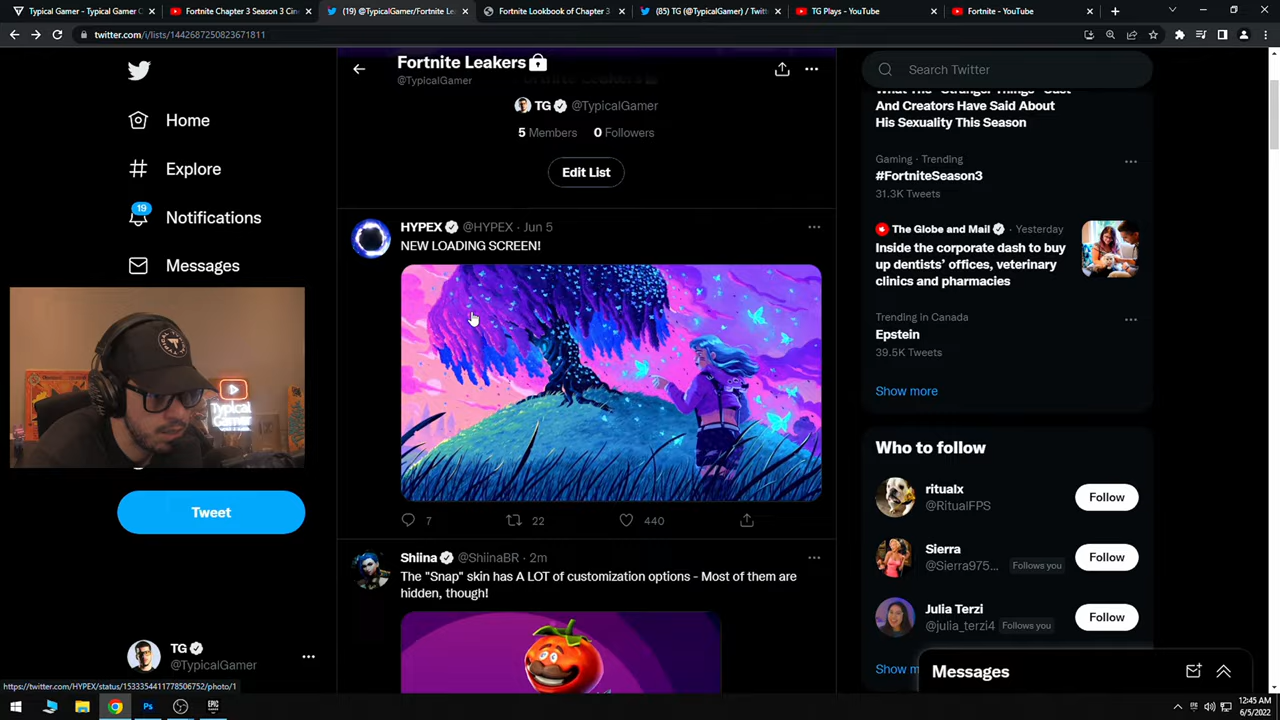 Typical Gamer - Typical Gamer C
Fortnite Chapter 3 Season 3 Cin
(19) @TypicalGamer/Fortnite Le
Fortnite Lookbook of Chapter 3
(85) TG (@TypicalGamer) / Twitt
TG Plays - YouTube
Fortnite - YouTube
twitter.com/i/lists/1442687250823671811
Home
Explore
19
Notifications
Messages
Typical
Tweet
TG
@TypicalGamer
Fortnite Leakers
@TypicalGamer
TG @TypicalGamer
5 Members 0 Followers
Edit List
HYPEX @HYPEX · Jun 5
NEW LOADING SCREEN!
7 22 440
Shiina @ShiinaBR · 2m
The "Snap" skin has A LOT of customization options - Most of them are
hidden, though!
Search Twitter
What The "Stranger Things" Cast
And Creators Have Said About
His Sexuality This Season
Gaming · Trending
#FortniteSeason3
31.3K Tweets
The Globe and Mail · Yesterday
Inside the corporate dash to buy
up dentists' offices, veterinary
clinics and pharmacies
Trending in Canada
Epstein
39.5K Tweets
Show more
Who to follow
ritualx
@RitualFPS
Follow
Sierra
@Sierra975... Follows you
Follow
Julia Terzi
@julia_terzi4 Follows you
Follow
Show m
Messages
https://twitter.com/HYPEX/status/1533354411778506752/photo/1
12:45 AM
6/5/2022